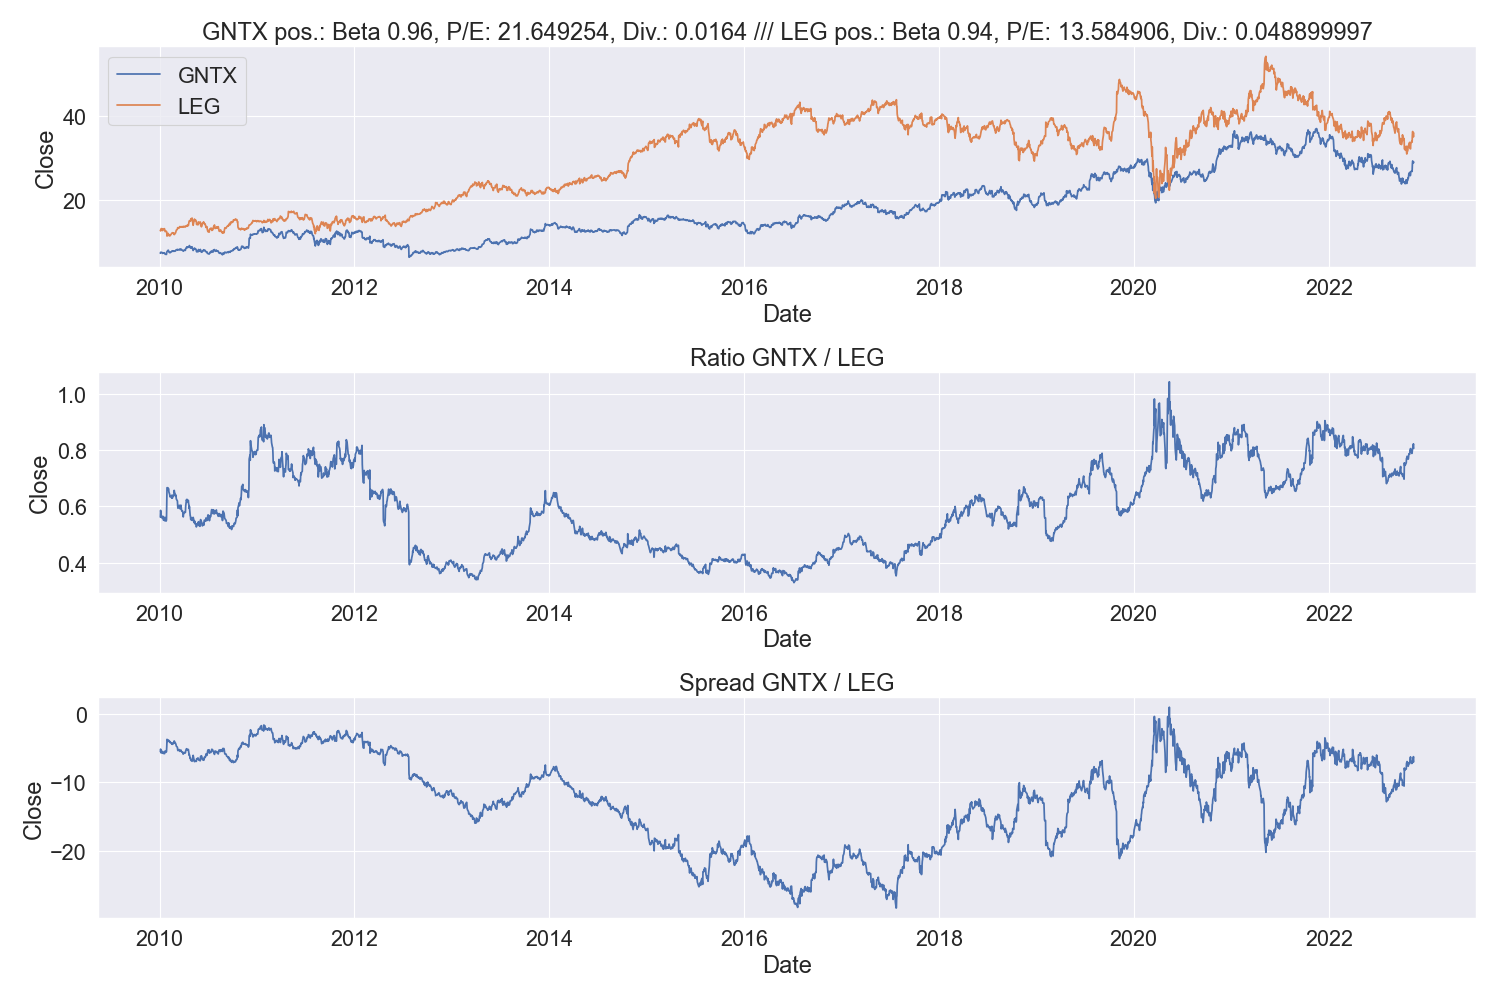 GNTX pos.: Beta 0.96, P/E: 21.649254, Div.: 0.0164 /// LEG pos.: Beta 0.94, P/E: 13.584906, Div.: 0.048899997
GNTX
LEG
Close
40
20
2010 2012 2014 2016 2018 2020 2022
Date
Ratio GNTX / LEG
Close
1.0
0.8
0.6
0.4
2010 2012 2014 2016 2018 2020 2022
Date
Spread GNTX / LEG
Close
0
−10
−20
2010 2012 2014 2016 2018 2020 2022
Date